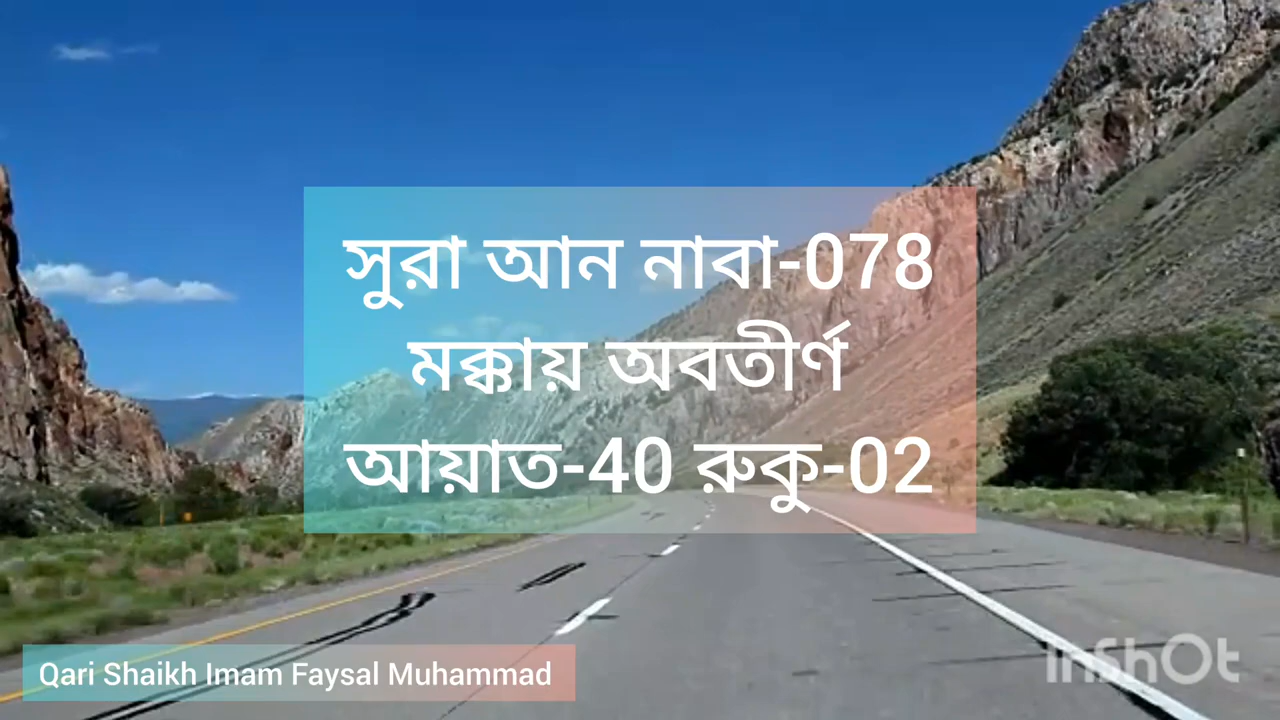 সুরা আন নাবা-078
মক্কায় অবতীর্ণ
আয়াত-40 রুকু-02
Qari Shaikh Imam Faysal Muhammad
InShOt